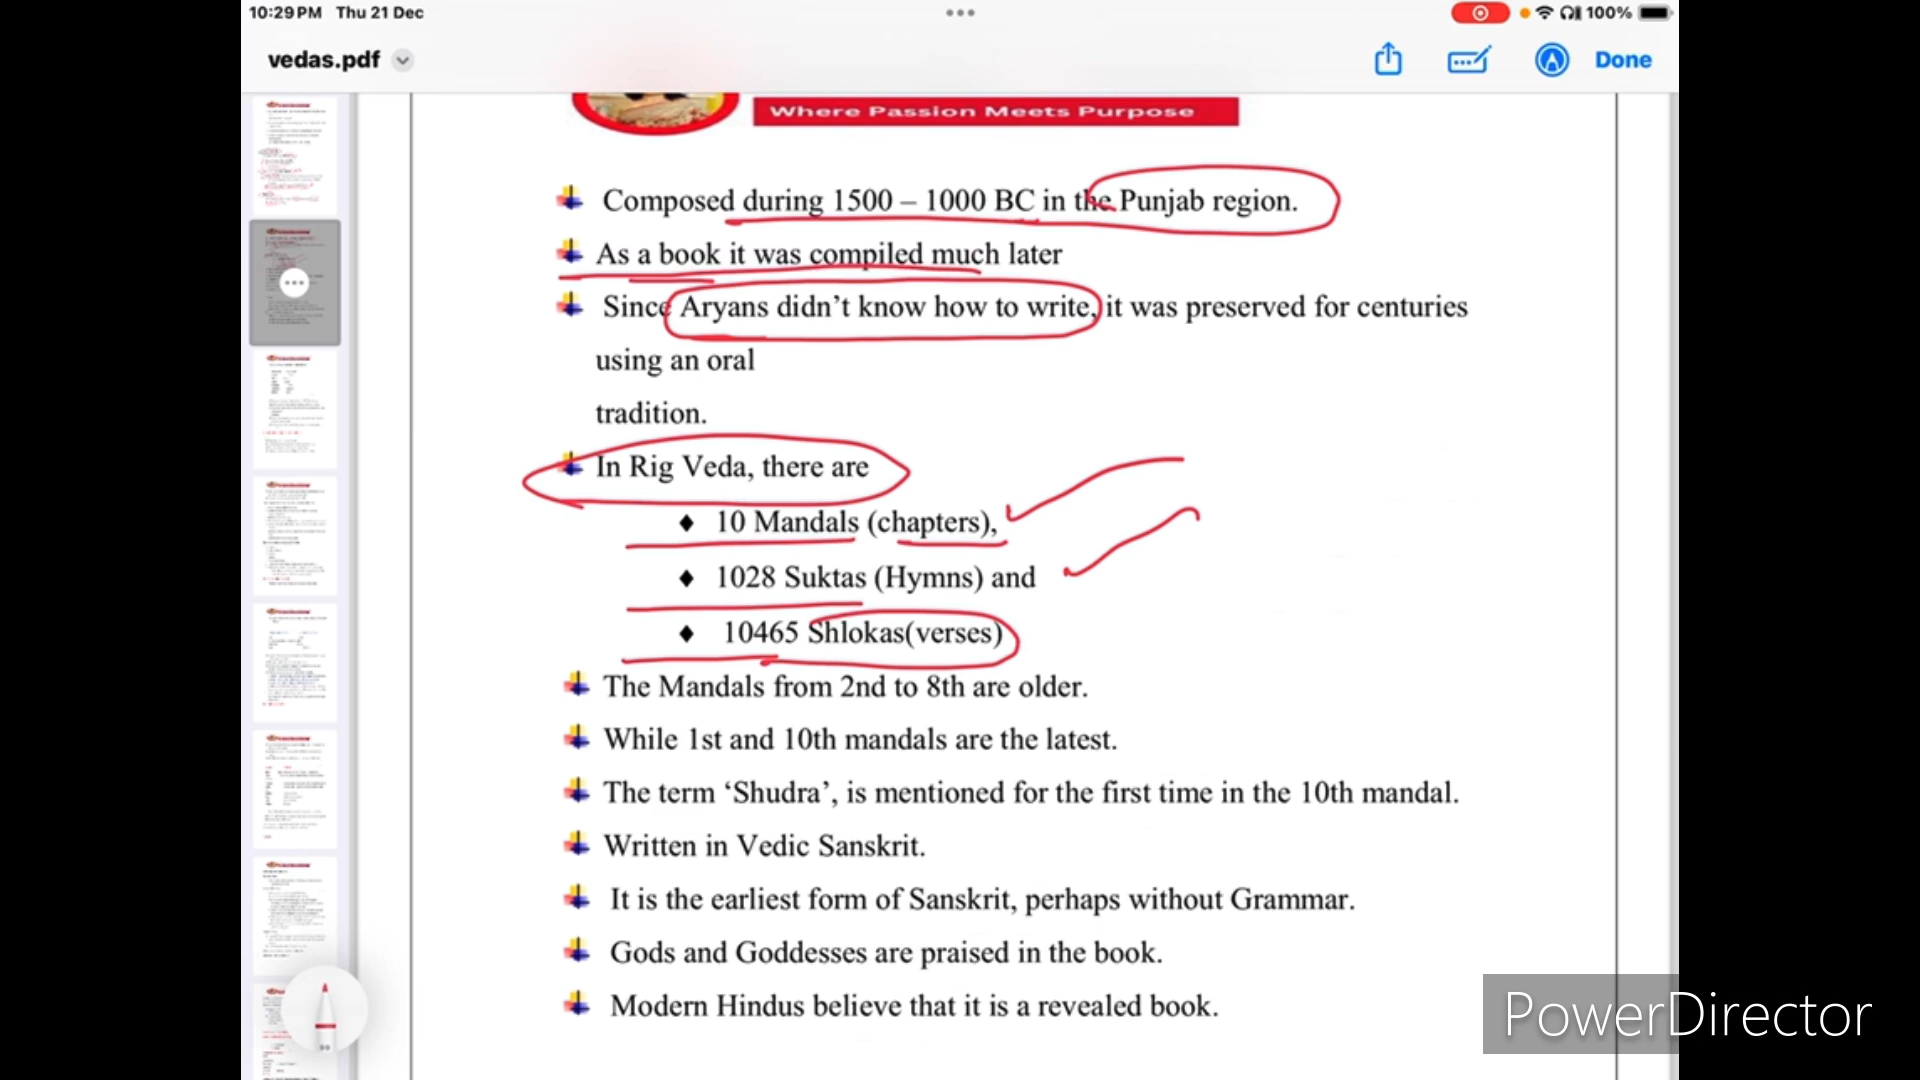 10:29 PM Thu 21 Dec
100%
vedas.pdf
Done
Where Passion Meets Purpose
Composed during 1500 – 1000 BC in the Punjab region.
As a book it was compiled much later
Since Aryans didn’t know how to write, it was preserved for centuries
using an oral
tradition.
In Rig Veda, there are
10 Mandals (chapters),
1028 Suktas (Hymns) and
10465 Shlokas(verses)
The Mandals from 2nd to 8th are older.
While 1st and 10th mandals are the latest.
The term ‘Shudra’, is mentioned for the first time in the 10th mandal.
Written in Vedic Sanskrit.
It is the earliest form of Sanskrit, perhaps without Grammar.
Gods and Goddesses are praised in the book.
Modern Hindus believe that it is a revealed book.
PowerDirector